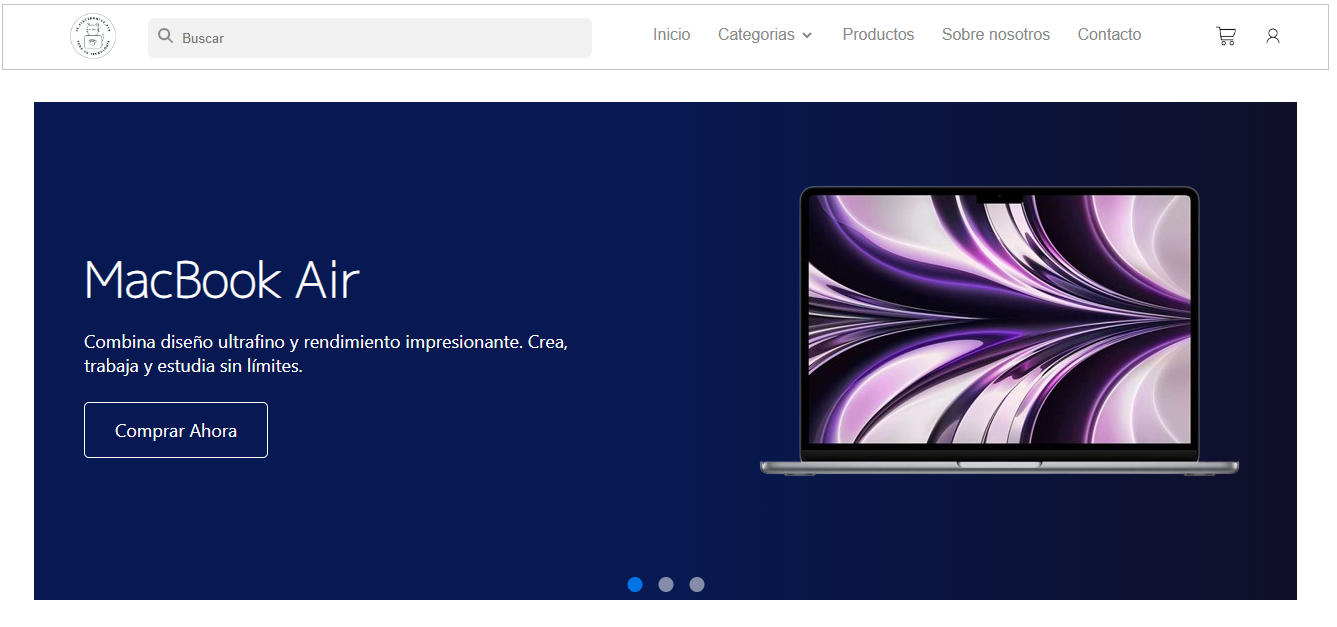 Buscar
Inicio
Categorias
Productos
Sobre nosotros
Contacto
MacBook Air
Combina diseño ultrafino y rendimiento impresionante. Crea,
trabaja y estudia sin límites.
Comprar Ahora